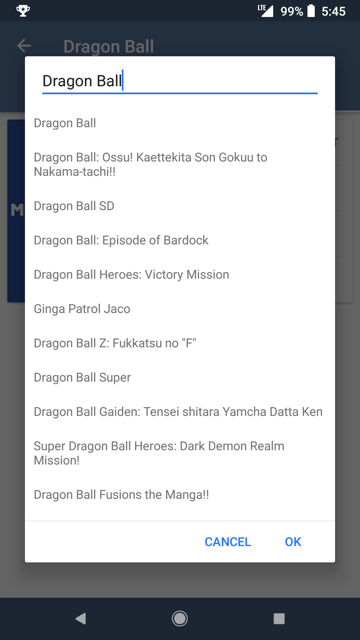 LTE 99% 5:45
Dragon Ball
Dragon Ball
Dragon Ball
Dragon Ball: Ossu! Kaettekita Son Gokuu to
Nakama-tachi!!
Dragon Ball SD
Dragon Ball: Episode of Bardock
Dragon Ball Heroes: Victory Mission
Ginga Patrol Jaco
Dragon Ball Z: Fukkatsu no "F"
Dragon Ball Super
Dragon Ball Gaiden: Tensei shitara Yamcha Datta Ken
Super Dragon Ball Heroes: Dark Demon Realm
Mission!
Dragon Ball Fusions the Manga!!
CANCEL OK